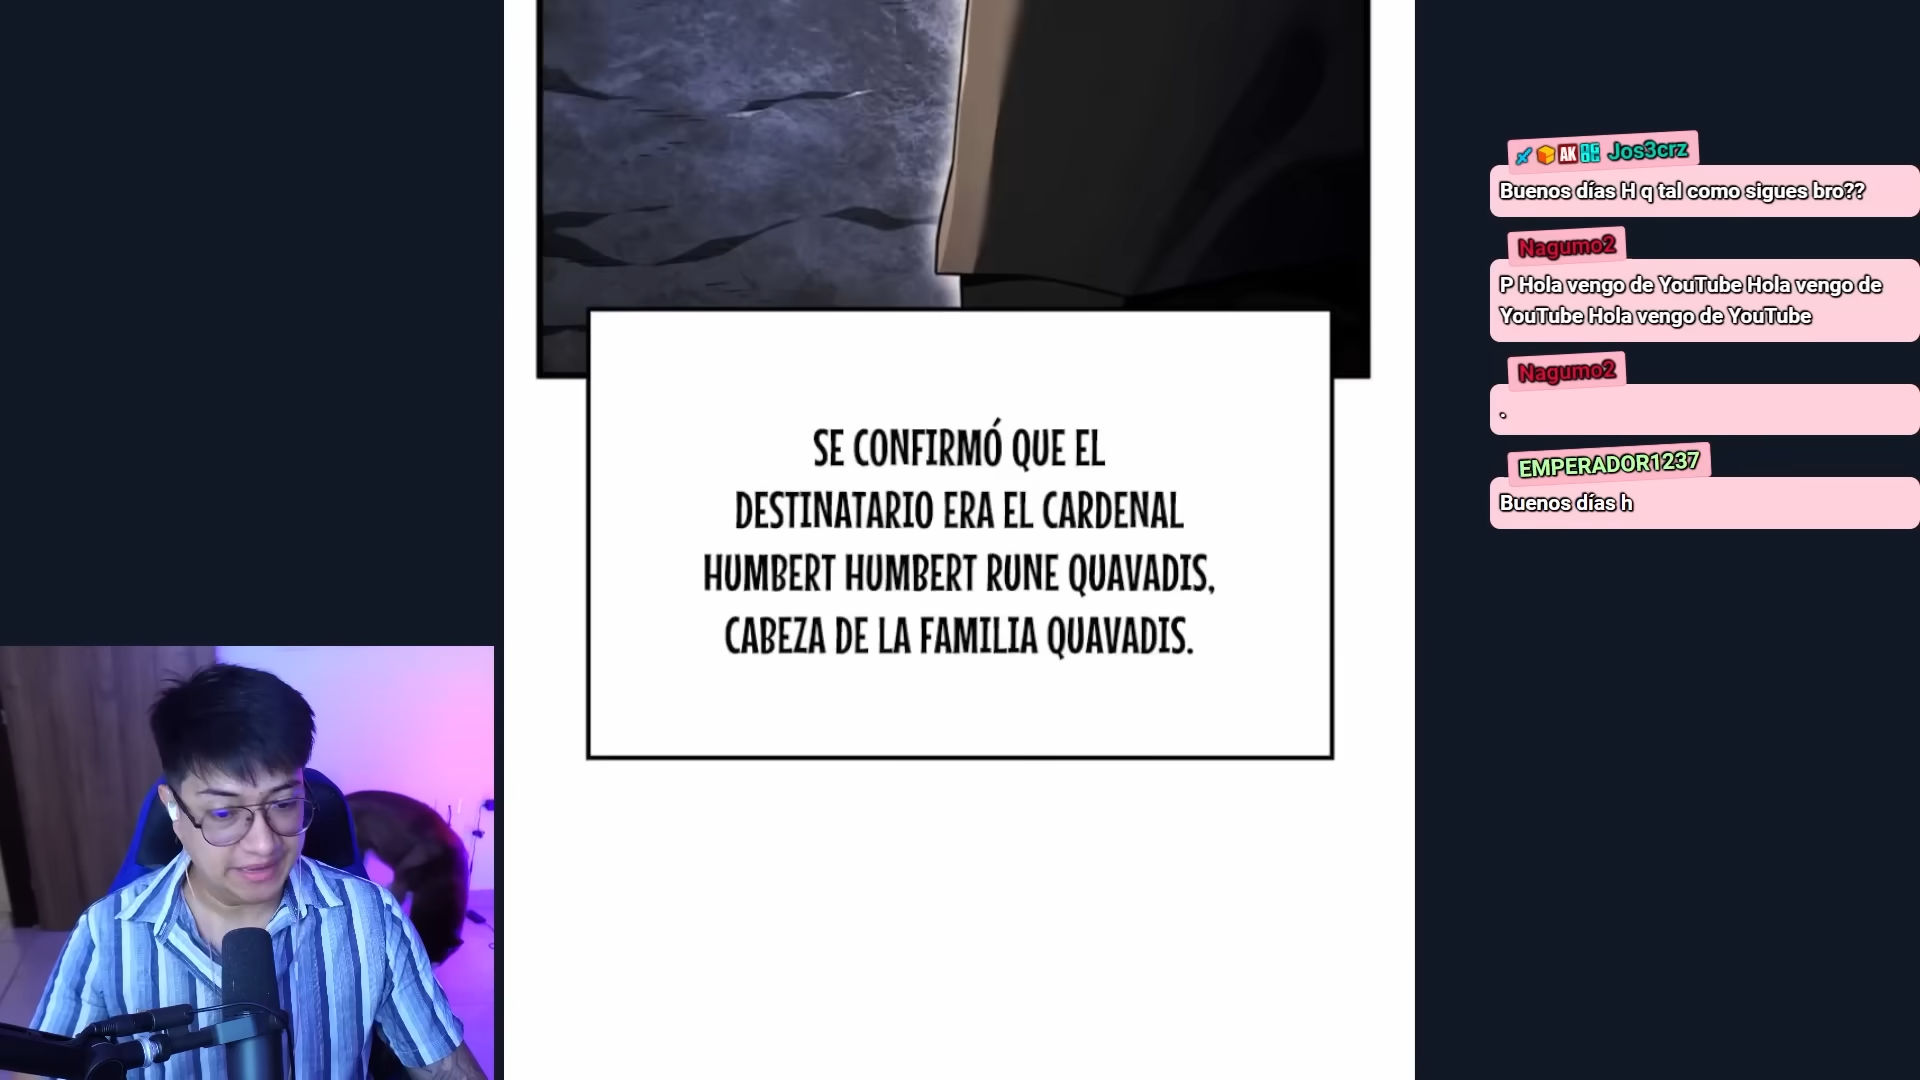 SE CONFIRMÓ QUE EL
DESTINATARIO ERA EL CARDENAL
HUMBERT HUMBERT RUNE QUAVADIS,
CABEZA DE LA FAMILIA QUAVADIS.
AK Jos3crz
Buenos días H q tal como sigues bro??
Nagumo2
P Hola vengo de YouTube Hola vengo de
YouTube Hola vengo de YouTube
Nagumo2
.
EMPERADOR1237
Buenos días h